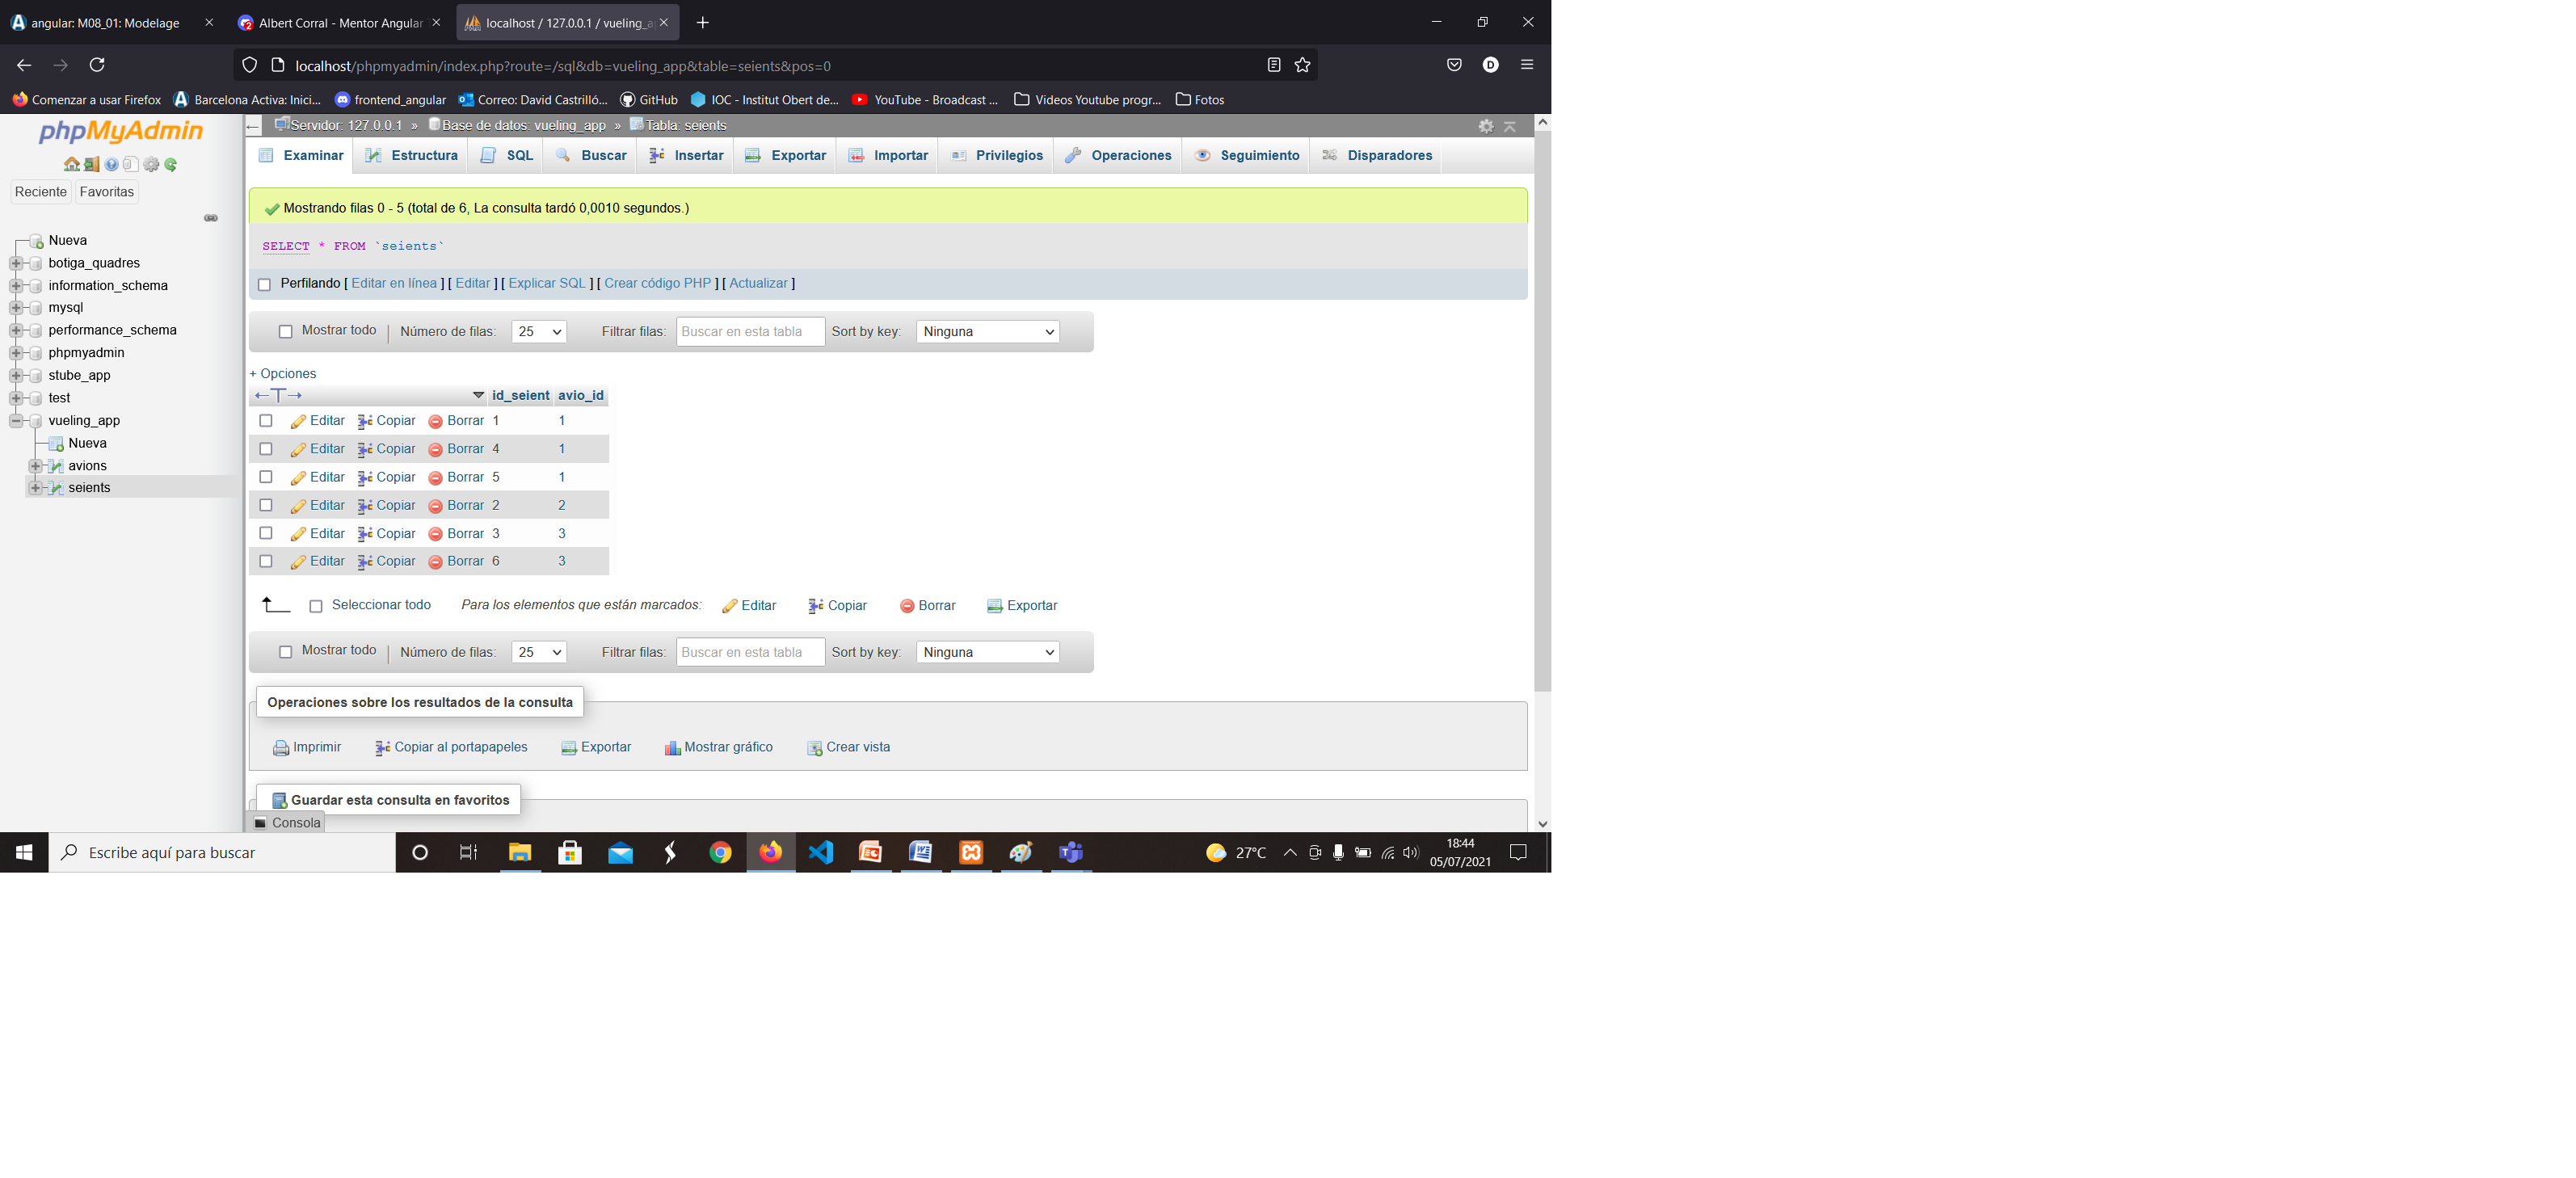 angular: M08_01: Modelage
Albert Corral - Mentor Angular
localhost / 127.0.0.1 / vueling_a
localhost/phpmyadmin/index.php?route=/sql&db=vueling_app&table=seients&pos=0
D
Comenzar a usar Firefox
Barcelona Activa: Inici...
frontend_angular
Correo: David Castrilló...
GitHub
IOC - Institut Obert de...
YouTube - Broadcast ...
Videos Youtube progr...
Fotos
phpMyAdmin
Reciente
Favoritas
Nueva
botiga_quadres
information_schema
mysql
performance_schema
phpmyadmin
stube_app
test
vueling_app
Nueva
avions
seients
Servidor: 127.0.0.1 » Base de datos: vueling_app » Tabla: seients
Examinar
Estructura
SQL
Buscar
Insertar
Exportar
Importar
Privilegios
Operaciones
Seguimiento
Disparadores
Mostrando filas 0 - 5 (total de 6, La consulta tardó 0,0010 segundos.)
SELECT * FROM `seients`
Perfilando [ Editar en línea ] [ Editar ] [ Explicar SQL ] [ Crear código PHP ] [ Actualizar ]
Mostrar todo | Número de filas: 25 Filtrar filas: Buscar en esta tabla Sort by key: Ninguna
+ Opciones
←T→ id_seient avio_id
Editar Copiar Borrar 1 1
Editar Copiar Borrar 4 1
Editar Copiar Borrar 5 1
Editar Copiar Borrar 2 2
Editar Copiar Borrar 3 3
Editar Copiar Borrar 6 3
Seleccionar todo Para los elementos que están marcados: Editar Copiar Borrar Exportar
Mostrar todo | Número de filas: 25 Filtrar filas: Buscar en esta tabla Sort by key: Ninguna
Operaciones sobre los resultados de la consulta
Imprimir Copiar al portapapeles Exportar Mostrar gráfico Crear vista
Guardar esta consulta en favoritos
Consola
Escribe aquí para buscar
27°C
18:44
05/07/2021